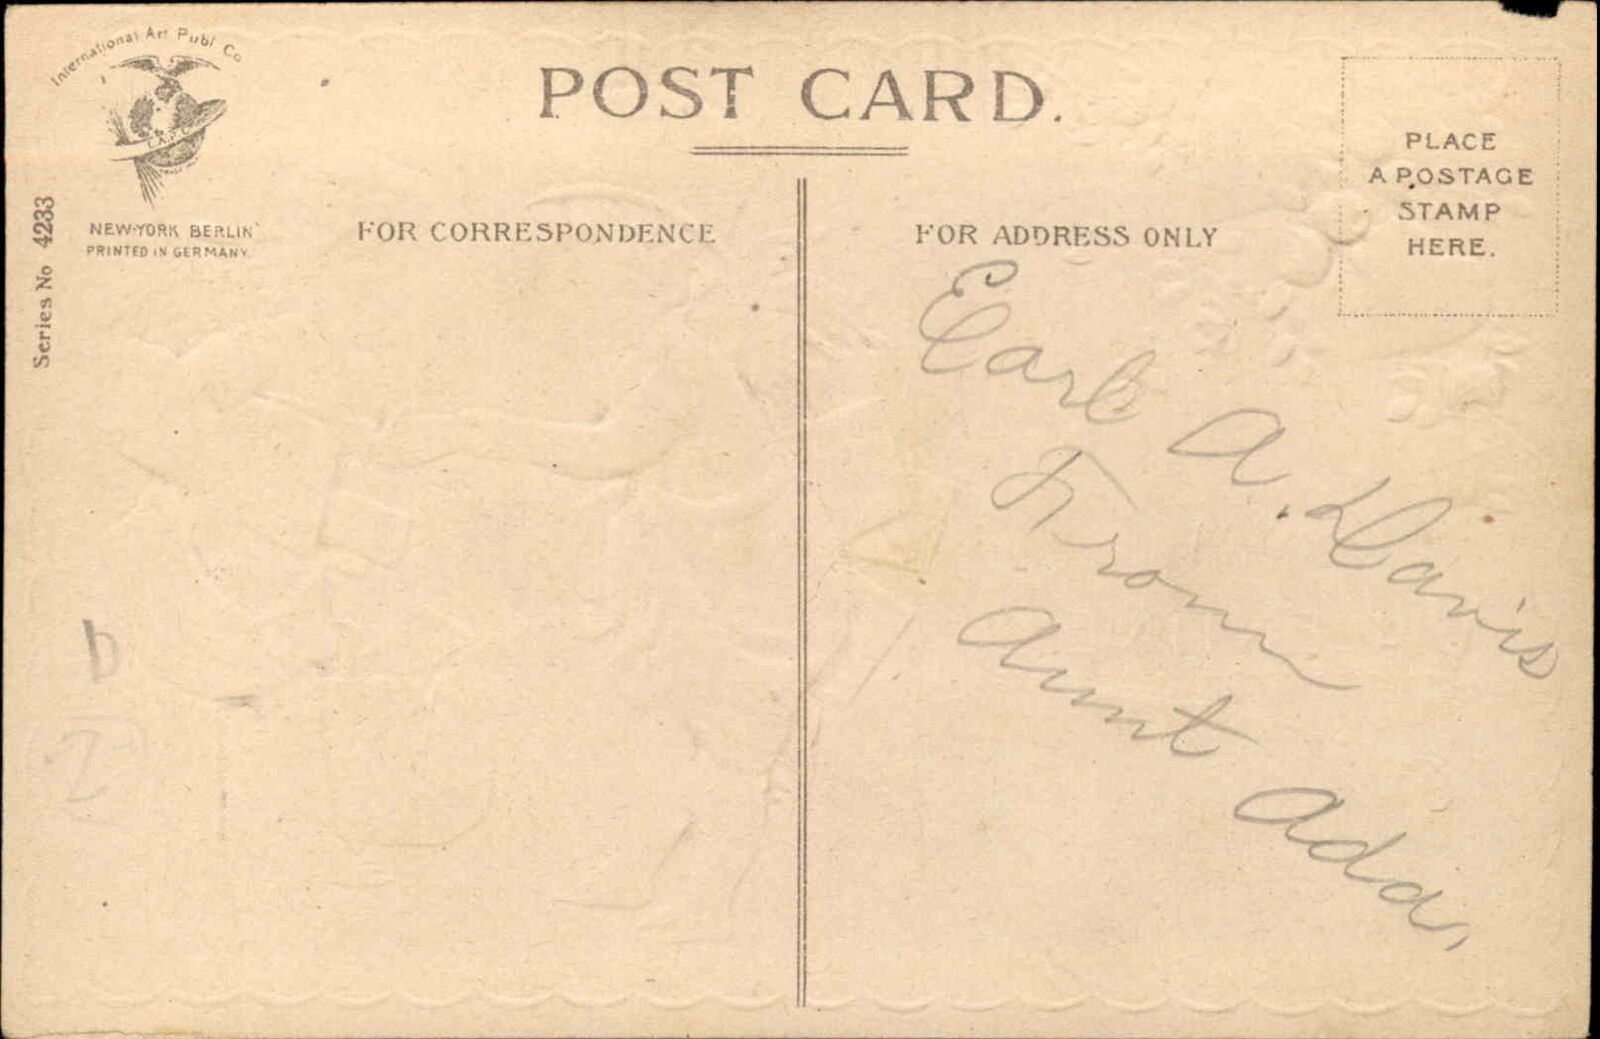 International Art Publ Co
POST CARD.
NEW-YORK BERLIN
PRINTED IN GERMANY
Series No 4233
FOR CORRESPONDENCE
FOR ADDRESS ONLY
PLACE
A POSTAGE
STAMP
HERE.
Earl A. Davis
From
Aunt Ada,
b